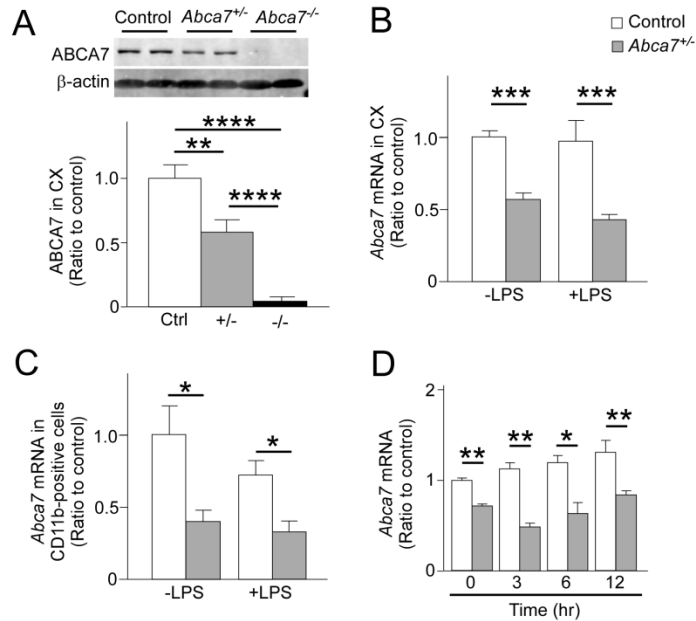 A
Control Abca7+/- Abca7-/-
ABCA7
β-actin
****
**
****
ABCA7 in CX
(Ratio to control)
1.0
0.5
0
Ctrl +/- -/-
B
Control
Abca7+/-
*** ***
Abca7 mRNA in CX
(Ratio to control)
1.0
0.5
0
-LPS +LPS
C
*
*
Abca7 mRNA in
CD11b-positive cells
(Ratio to control)
1.0
0.5
0
-LPS +LPS
D
** ** * **
Abca7 mRNA
(Ratio to control)
2
1
0
0 3 6 12
Time (hr)